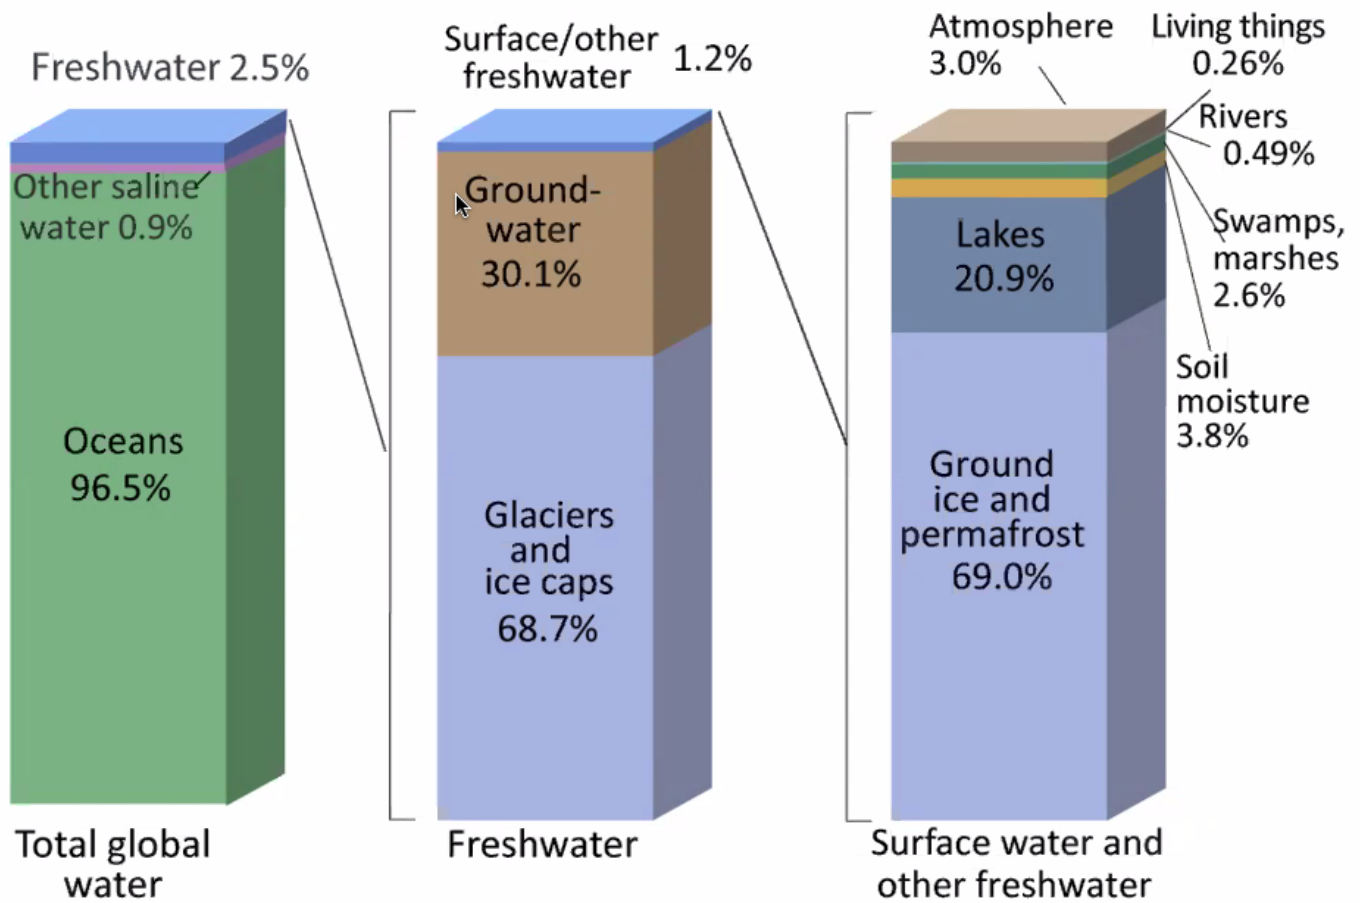 Freshwater 2.5%
Other saline
water 0.9%
Oceans
96.5%
Total global
water
Surface/other
freshwater
1.2%
Ground-
water
30.1%
Glaciers
and
ice caps
68.7%
Freshwater
Atmosphere
3.0%
Living things
0.26%
Rivers
0.49%
Swamps,
marshes
2.6%
Soil
moisture
3.8%
Lakes
20.9%
Ground
ice and
permafrost
69.0%
Surface water and
other freshwater